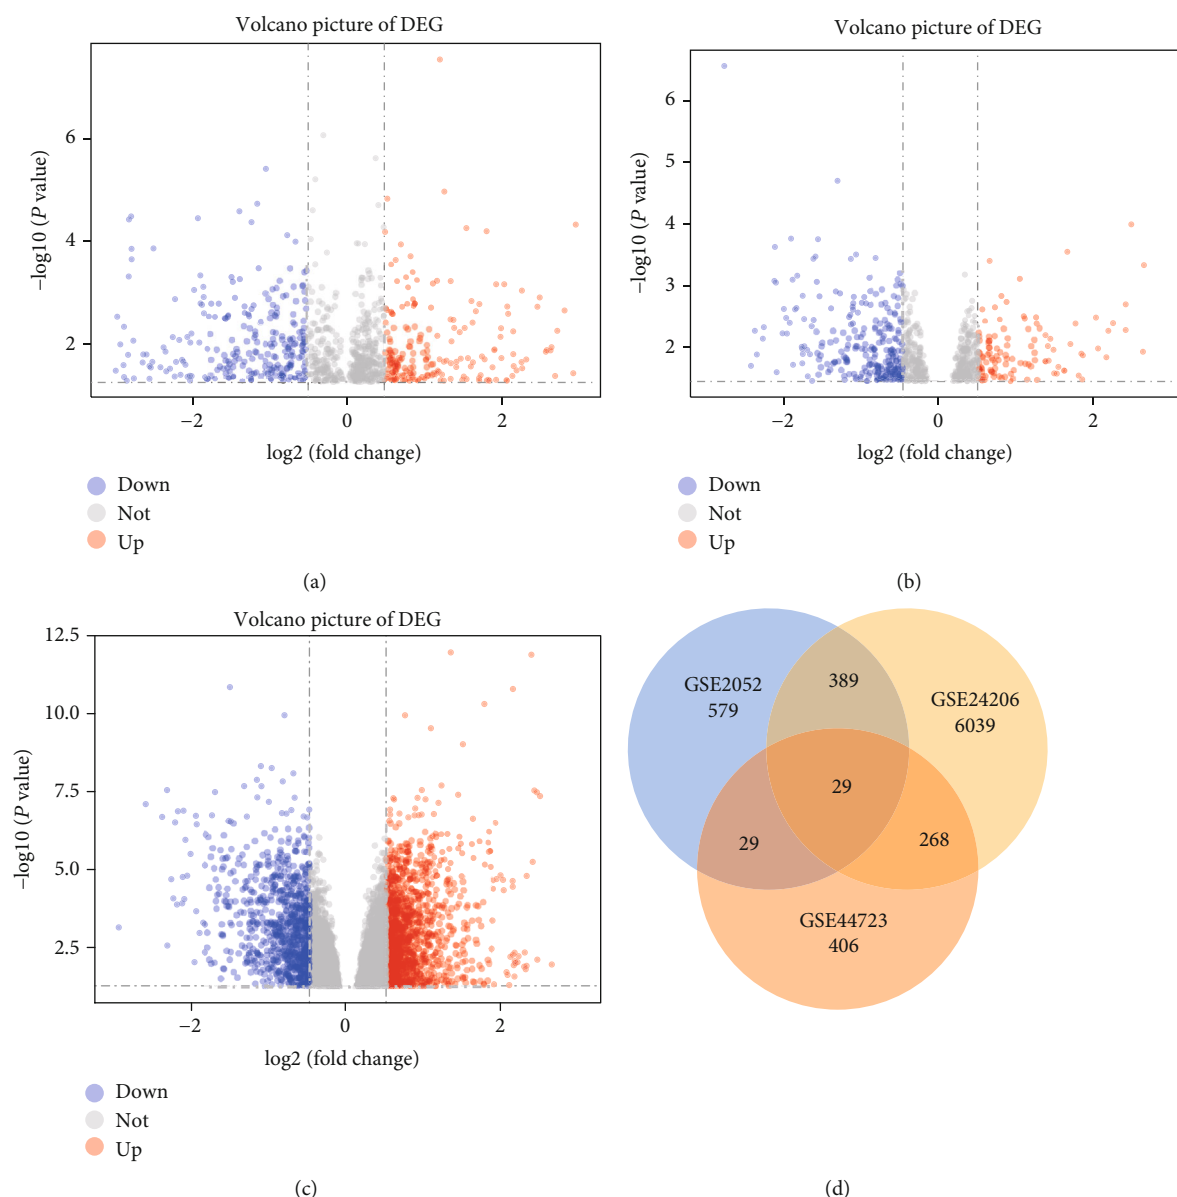 Volcano picture of DEG
−log10 (P value)
6
4
2
−2
0
2
log2 (fold change)
Down
Not
Up
(a)
Volcano picture of DEG
−log10 (P value)
6
5
4
3
2
−2
0
2
log2 (fold change)
Down
Not
Up
(b)
Volcano picture of DEG
−log10 (P value)
12.5
10.0
7.5
5.0
2.5
−2
0
2
log2 (fold change)
Down
Not
Up
(c)
GSE2052
579
389
GSE24206
6039
29
29
268
GSE44723
406
(d)